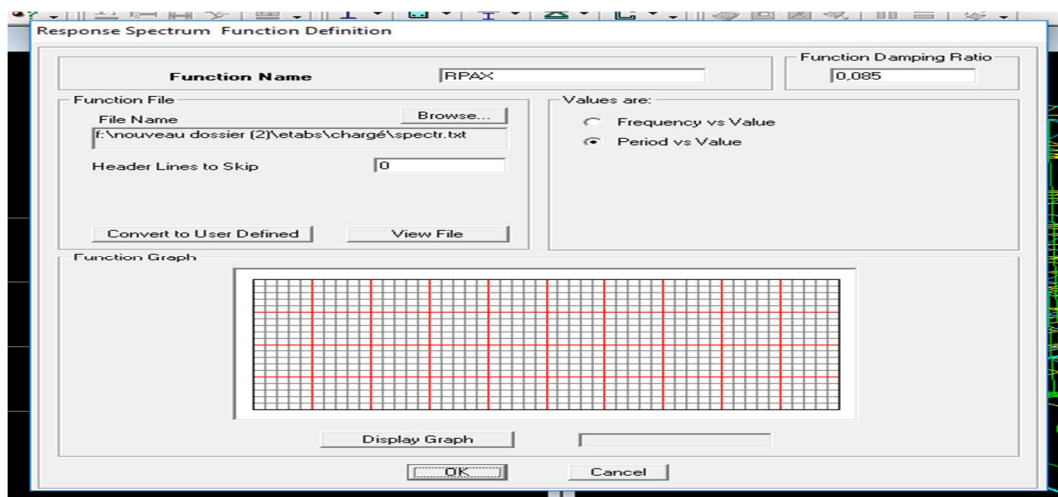 Response Spectrum Function Definition
Function Name RPAX
Function Damping Ratio
0,085
Function File
File Name Browse...
f:\nouveau dossier (2)\etabs\chargé\spectr.txt
Header Lines to Skip 0
Convert to User Defined View File
Values are:
Frequency vs Value
Period vs Value
Function Graph
Display Graph
OK Cancel